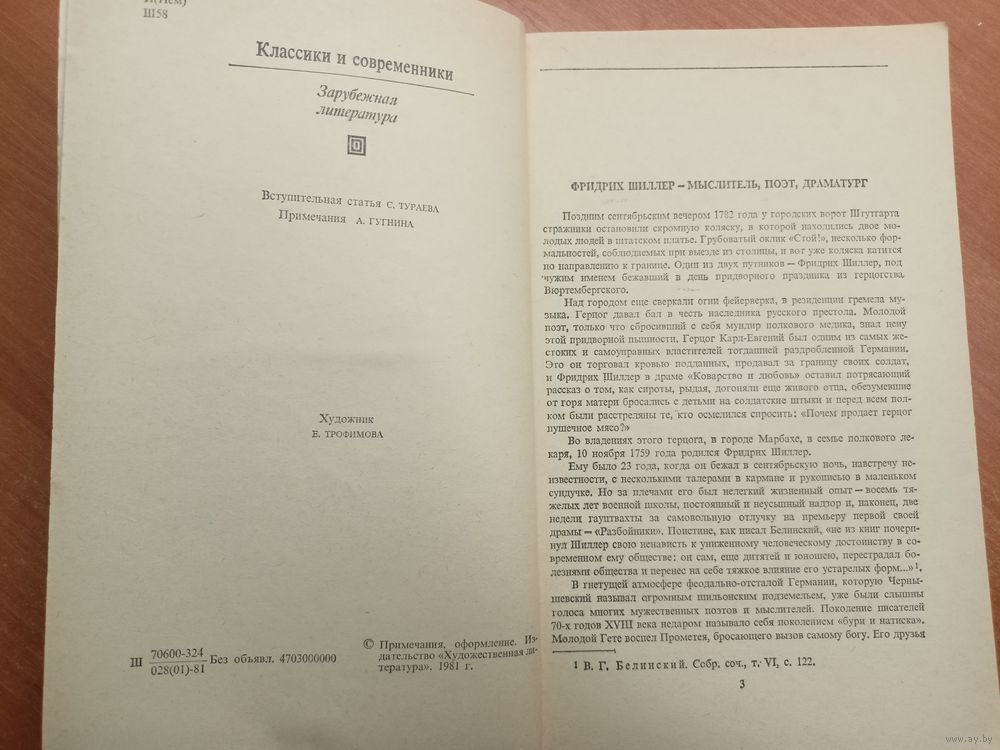 И(Нем)
Ш58
Классики и современники
Зарубежная
литература
Вступительная статья С. ТУРАЕВА
Примечания А. ГУГНИНА
Художник
Е. ТРОФИМОВА
Ш 70600-324
028(01)-81 Без объявл. 4703000000
© Примечания, оформление. Из-
дательство «Художественная ли-
тература». 1981 г.
ФРИДРИХ ШИЛЛЕР — МЫСЛИТЕЛЬ, ПОЭТ, ДРАМАТУРГ
Поздним сентябрьским вечером 1782 года у городских ворот Штутгарта
стражники остановили скромную коляску, в которой находились двое мо-
лодых людей в штатском платье. Грубоватый оклик «Стой!», несколько фор-
мальностей, соблюдаемых при выезде из столицы, и вот уже коляска катится
по направлению к границе. Один из двух путников — Фридрих Шиллер, под
чужим именем бежавший в день придворного праздника из герцогства
Вюртембергского.
Над городом еще сверкали огни фейерверка, в резиденции гремела му-
зыка. Герцог давал бал в честь наследника русского престола. Молодой
поэт, только что сбросивший с себя мундир полкового медика, знал цену
этой придворной пышности. Герцог Карл-Евгений был одним из самых же-
стоких и самоуправных властителей тогдашней раздробленной Германии.
Это он торговал кровью подданных, продавал за границу своих солдат,
и Фридрих Шиллер в драме «Коварство и любовь» оставил потрясающий
рассказ о том, как сироты, рыдая, догоняли еще живого отца, обезумевшие
от горя матери бросались с детьми на солдатские штыки и перед всем пол-
ком были расстреляны те, кто осмелился спросить: «Почем продает герцог
пушечное мясо?»
Во владениях этого герцога, в городе Марбахе, в семье полкового ле-
каря, 10 ноября 1759 года родился Фридрих Шиллер.
Ему было 23 года, когда он бежал в сентябрьскую ночь, навстречу не-
известности, с несколькими талерами в кармане и рукописью в маленьком
сундучке. Но за плечами его был нелегкий жизненный опыт — восемь тя-
желых лет военной школы, постоянный и неусыпный надзор и, наконец, две
недели гауптвахты за самовольную отлучку на премьеру первой своей
драмы — «Разбойники». Поистине, как писал Белинский, «не из книг почерп-
нул Шиллер свою ненависть к униженному человеческому достоинству в со-
временном ему обществе: он сам, еще дитятей и юношею, перестрадал бо-
лезнями общества и перенес на себе тяжкое влияние его устарелых форм...»¹.
В гнетущей атмосфере феодально-отсталой Германии, которую Черны-
шевский называл огромным шильонским подземельем, уже были слышны
голоса многих мужественных поэтов и мыслителей. Поколение писателей
70-х годов XVIII века недаром называло себя поколением «бури и натиска».
Молодой Гете воспел Прометея, бросающего вызов самому богу. Его друзья
¹ В. Г. Белинский. Собр. соч., т. VI, с. 122.
3
www.ay.by